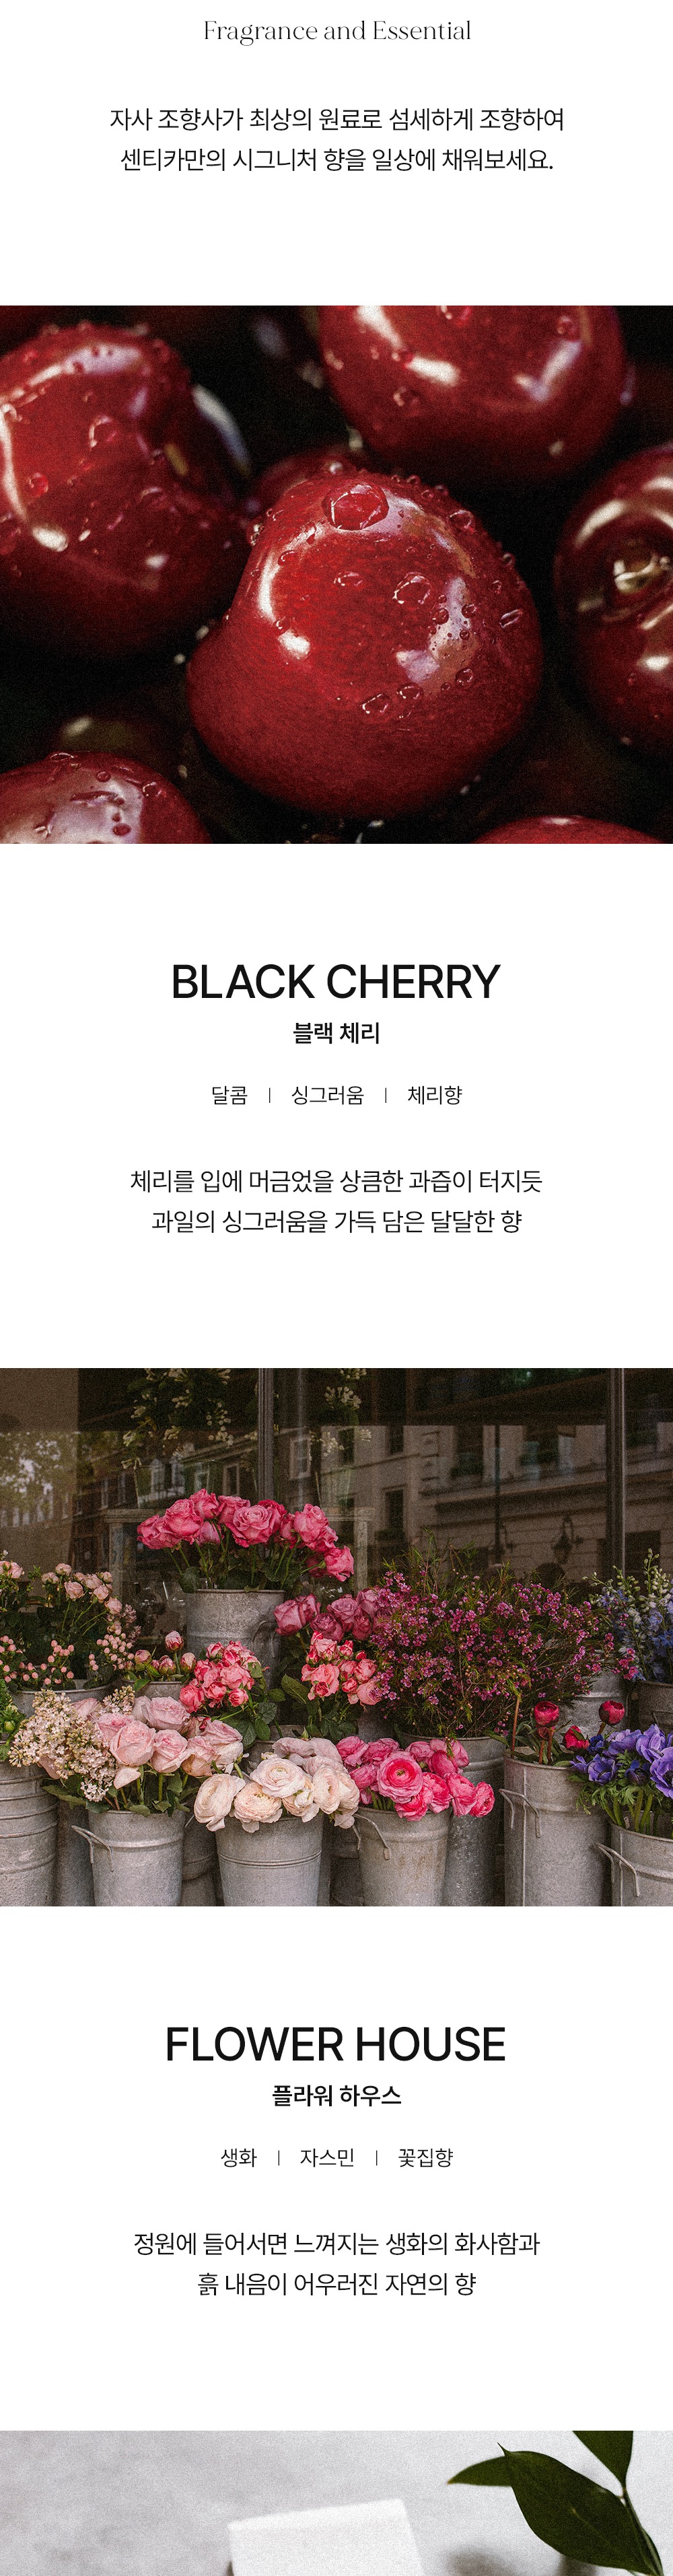 Fragrance and Essential
자사 조향사가 최상의 원료로 섬세하게 조향하여
센티카만의 시그니처 향을 일상에 채워보세요.
BLACK CHERRY
블랙 체리
달콤 | 싱그러움 | 체리향
체리를 입에 머금었을 상큼한 과즙이 터지듯
과일의 싱그러움을 가득 담은 달달한 향
FLOWER HOUSE
플라워 하우스
생화 | 자스민 | 꽃집향
정원에 들어서면 느껴지는 생화의 화사함과
흙 내음이 어우러진 자연의 향